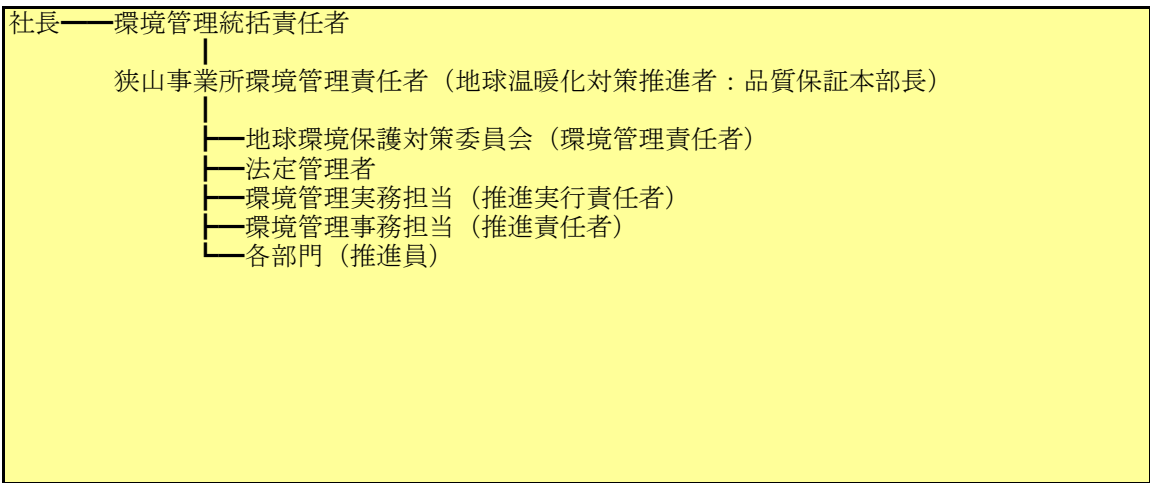 社長━━環境管理統括責任者
┃
狭山事業所環境管理責任者（地球温暖化対策推進者：品質保証本部長）
┃
┣━地球環境保護対策委員会（環境管理責任者）
┣━法定管理者
┣━環境管理実務担当（推進実行責任者）
┣━環境管理事務担当（推進責任者）
┗━各部門（推進員）